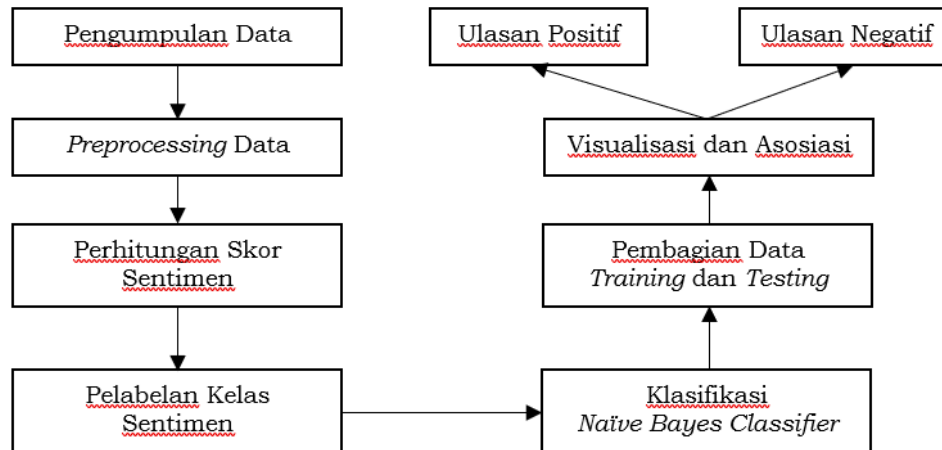 Pengumpulan Data
Preprocessing Data
Perhitungan Skor
Sentimen
Pelabelan Kelas
Sentimen
Klasifikasi
Naïve Bayes Classifier
Pembagian Data
Training dan Testing
Visualisasi dan Asosiasi
Ulasan Positif
Ulasan Negatif